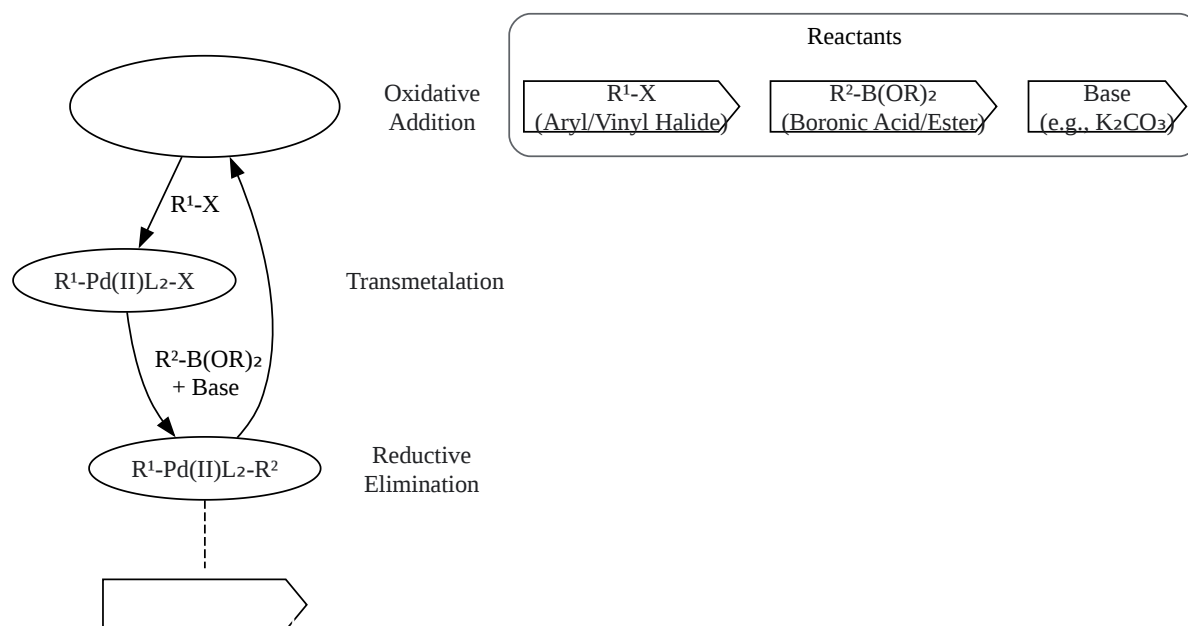 Reactants
Oxidative
Addition
R¹-X
(Aryl/Vinyl Halide)
R²-B(OR)₂
(Boronic Acid/Ester)
Base
(e.g., K₂CO₃)
R¹-X
R¹-Pd(II)L₂-X
Transmetalation
R²-B(OR)₂
+ Base
R¹-Pd(II)L₂-R²
Reductive
Elimination